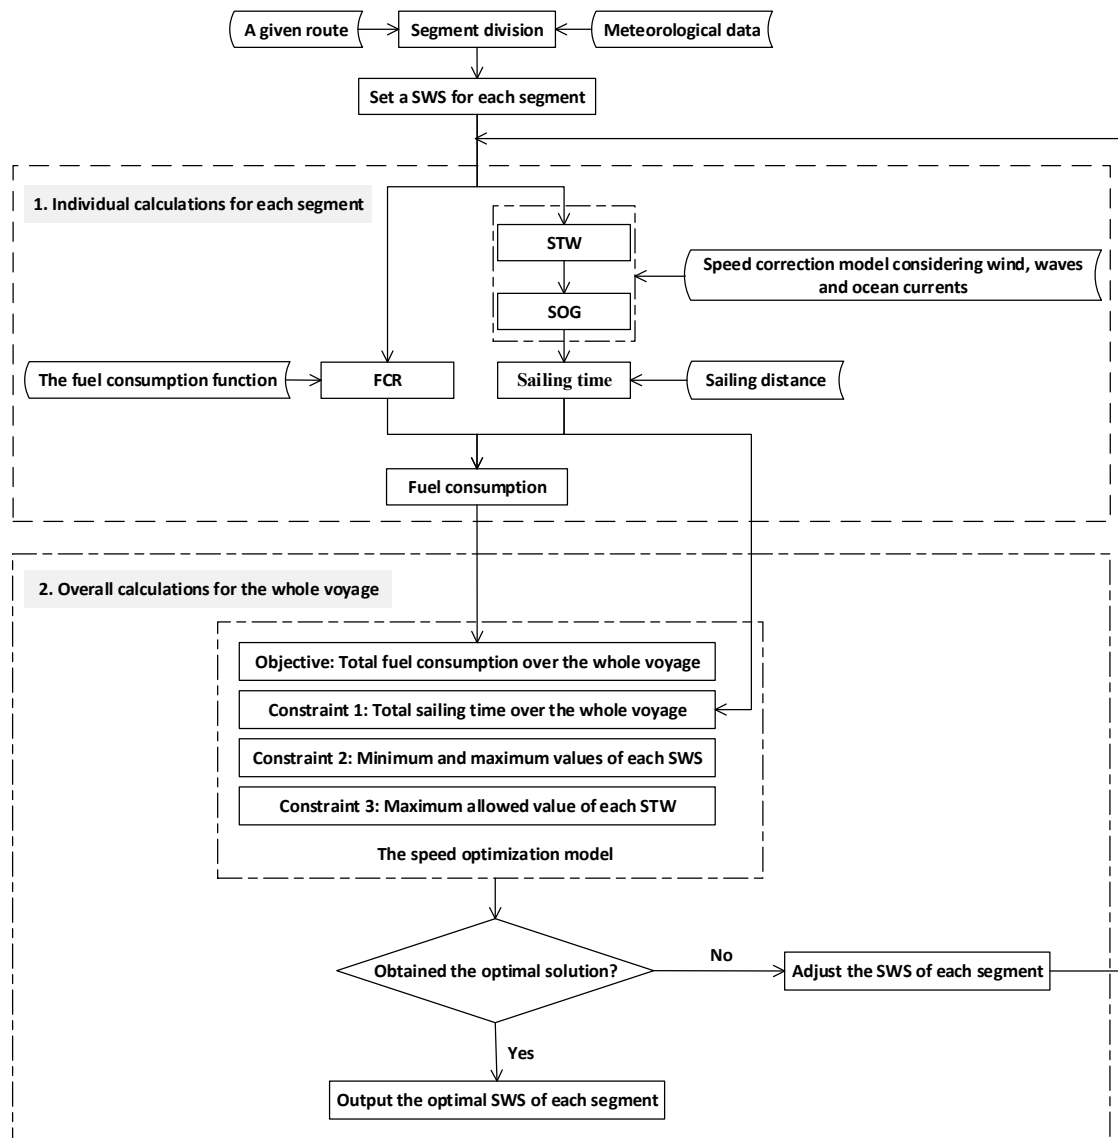 A given route
Segment division
Meteorological data
Set a SWS for each segment
1. Individual calculations for each segment
STW
Speed correction model considering wind, waves
and ocean currents
SOG
The fuel consumption function
FCR
Sailing time
Sailing distance
Fuel consumption
2. Overall calculations for the whole voyage
Objective: Total fuel consumption over the whole voyage
Constraint 1: Total sailing time over the whole voyage
Constraint 2: Minimum and maximum values of each SWS
Constraint 3: Maximum allowed value of each STW
The speed optimization model
Obtained the optimal solution?
No
Adjust the SWS of each segment
Yes
Output the optimal SWS of each segment